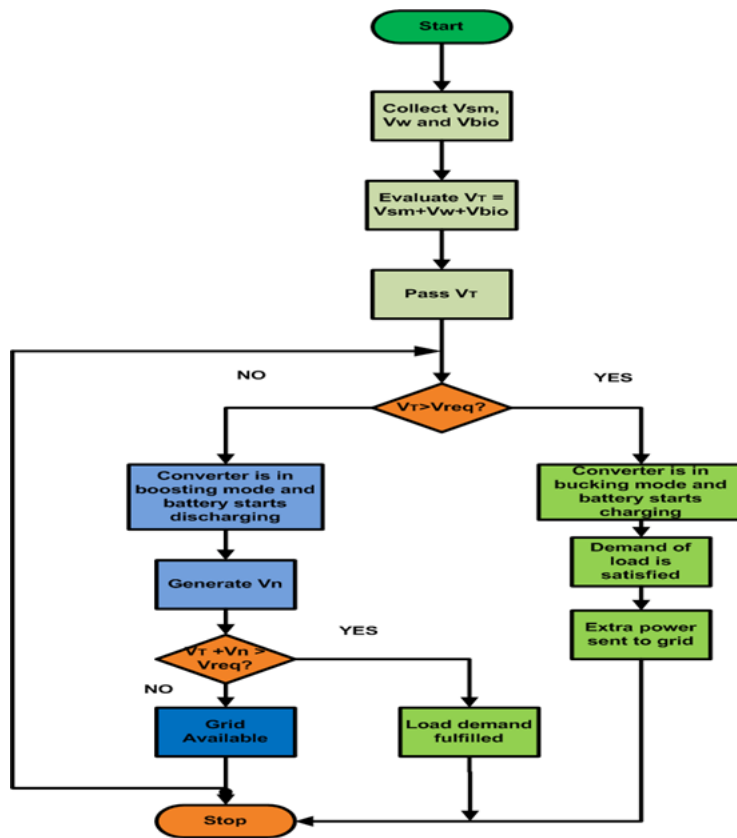 Start
Collect Vsm,
Vw and Vbio
Evaluate VT =
Vsm+Vw+Vbio
Pass VT
NO
YES
VT>Vreq?
Converter is in
boosting mode and
battery starts
discharging
Converter is in
bucking mode and
battery starts
charging
Generate Vn
Demand of
load is
satisfied
Extra power
sent to grid
YES
VT +Vn >
Vreq?
NO
Grid
Available
Load demand
fulfilled
Stop